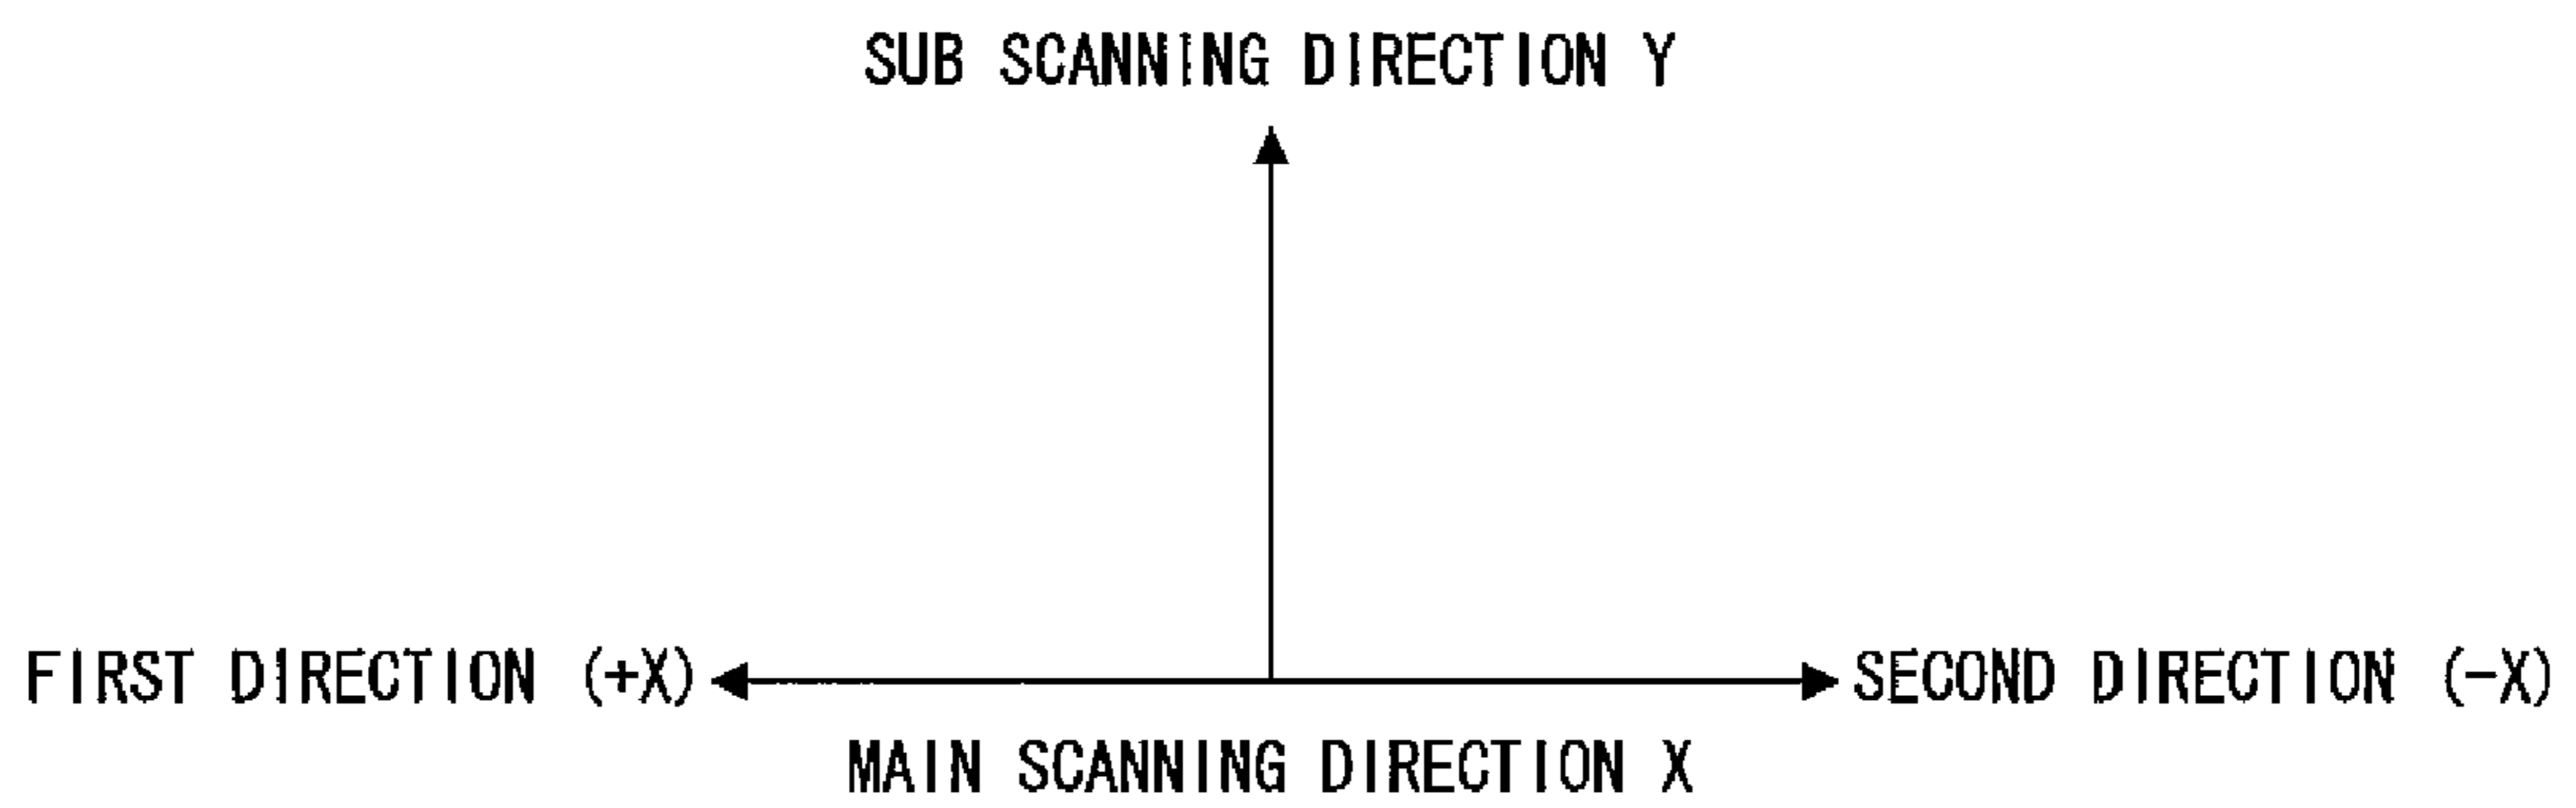 SUB SCANNING DIRECTION Y
FIRST DIRECTION (+X)
SECOND DIRECTION (-X)
MAIN SCANNING DIRECTION X